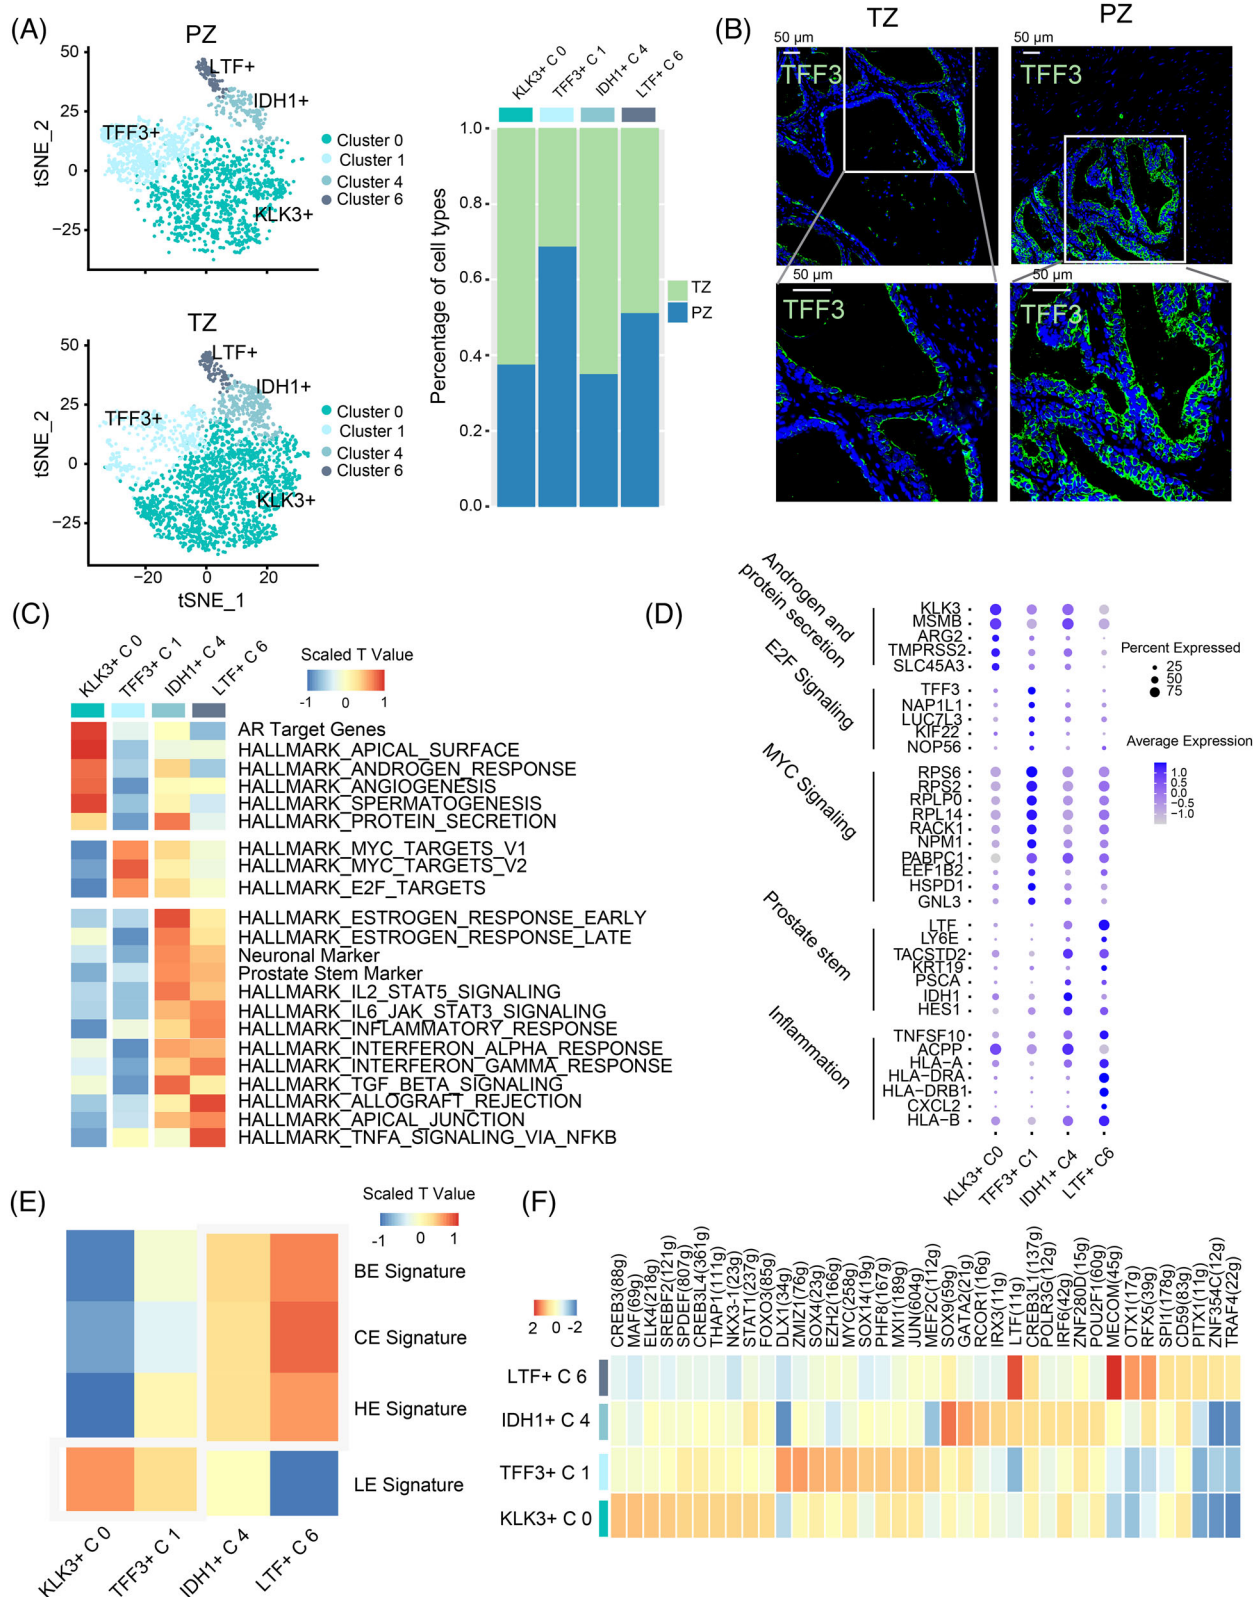 (A)
PZ
50
25
0
−25
tSNE_2
LTF+
IDH1+
TFF3+
KLK3+
Cluster 0
Cluster 1
Cluster 4
Cluster 6
TZ
50
25
0
−25
tSNE_2
LTF+
IDH1+
TFF3+
KLK3+
Cluster 0
Cluster 1
Cluster 4
Cluster 6
−20 0 20
tSNE_1
KLK3+ C 0
TFF3+ C 1
IDH1+ C 4
LTF+ C 6
Percentage of cell types
1.0
0.8
0.6
0.4
0.2
0.0
TZ
PZ
(B)
TZ
PZ
50 µm
TFF3
50 µm
TFF3
50 µm
TFF3
50 µm
TFF3
(C)
KLK3+ C 0
TFF3+ C 1
IDH1+ C 4
LTF+ C 6
Scaled T Value
-1 0 1
AR Target Genes
HALLMARK_APICAL_SURFACE
HALLMARK_ANDROGEN_RESPONSE
HALLMARK_ANGIOGENESIS
HALLMARK_SPERMATOGENESIS
HALLMARK_PROTEIN_SECRETION
HALLMARK_MYC_TARGETS_V1
HALLMARK_MYC_TARGETS_V2
HALLMARK_E2F_TARGETS
HALLMARK_ESTROGEN_RESPONSE_EARLY
HALLMARK_ESTROGEN_RESPONSE_LATE
Neuronal Marker
Prostate Stem Marker
HALLMARK_IL2_STAT5_SIGNALING
HALLMARK_IL6_JAK_STAT3_SIGNALING
HALLMARK_INFLAMMATORY_RESPONSE
HALLMARK_INTERFERON_ALPHA_RESPONSE
HALLMARK_INTERFERON_GAMMA_RESPONSE
HALLMARK_TGF_BETA_SIGNALING
HALLMARK_ALLOGRAFT_REJECTION
HALLMARK_APICAL_JUNCTION
HALLMARK_TNFA_SIGNALING_VIA_NFKB
(D)
Androgen and
protein secretion
E2F Signaling
MYC Signaling
Prostate stem
Inflammation
KLK3
MSMB
ARG2
TMPRSS2
SLC45A3
TFF3
NAP1L1
LUC7L3
KIF22
NOP56
RPS6
RPS2
RPLP0
RPL14
RACK1
NPM1
PABPC1
EEF1B2
HSPD1
GNL3
LTF
LY6E
TACSTD2
KRT19
PSCA
IDH1
HES1
TNFSF10
ACPP
HLA−A
HLA−DRA
HLA−DRB1
CXCL2
HLA−B
KLK3+ C0
TFF3+ C1
IDH1+ C4
LTF+ C6
Percent Expressed
25
50
75
Average Expression
1.0
0.5
0.0
−0.5
−1.0
(E)
Scaled T Value
-1 0 1
BE Signature
CE Signature
HE Signature
LE Signature
KLK3+ C 0
TFF3+ C 1
IDH1+ C 4
LTF+ C 6
(F)
2 0 -2
CREB3(88g)
MAF(69g)
ELK4(218g)
SREBF2(121g)
SPDEF(807g)
CREB3L4(361g)
THAP1(111g)
NKX3-1(23g)
STAT1(237g)
FOXO3(85g)
DLX1(34g)
ZMIZ1(76g)
SOX4(23g)
EZH2(166g)
MYC(258g)
SOX14(19g)
PHF8(167g)
MXI1(189g)
JUN(604g)
MEF2C(112g)
SOX9(59g)
GATA2(21g)
RCOR1(16g)
IRX3(11g)
LTF(11g)
CREB3L1(137g)
POLR3G(12g)
IRF6(42g)
ZNF280D(15g)
POU2F1(60g)
MECOM(45g)
OTX1(17g)
RFX5(39g)
SPI1(178g)
CD59(83g)
PITX1(11g)
ZNF354C(12g)
TRAF4(22g)
LTF+ C 6
IDH1+ C 4
TFF3+ C 1
KLK3+ C 0